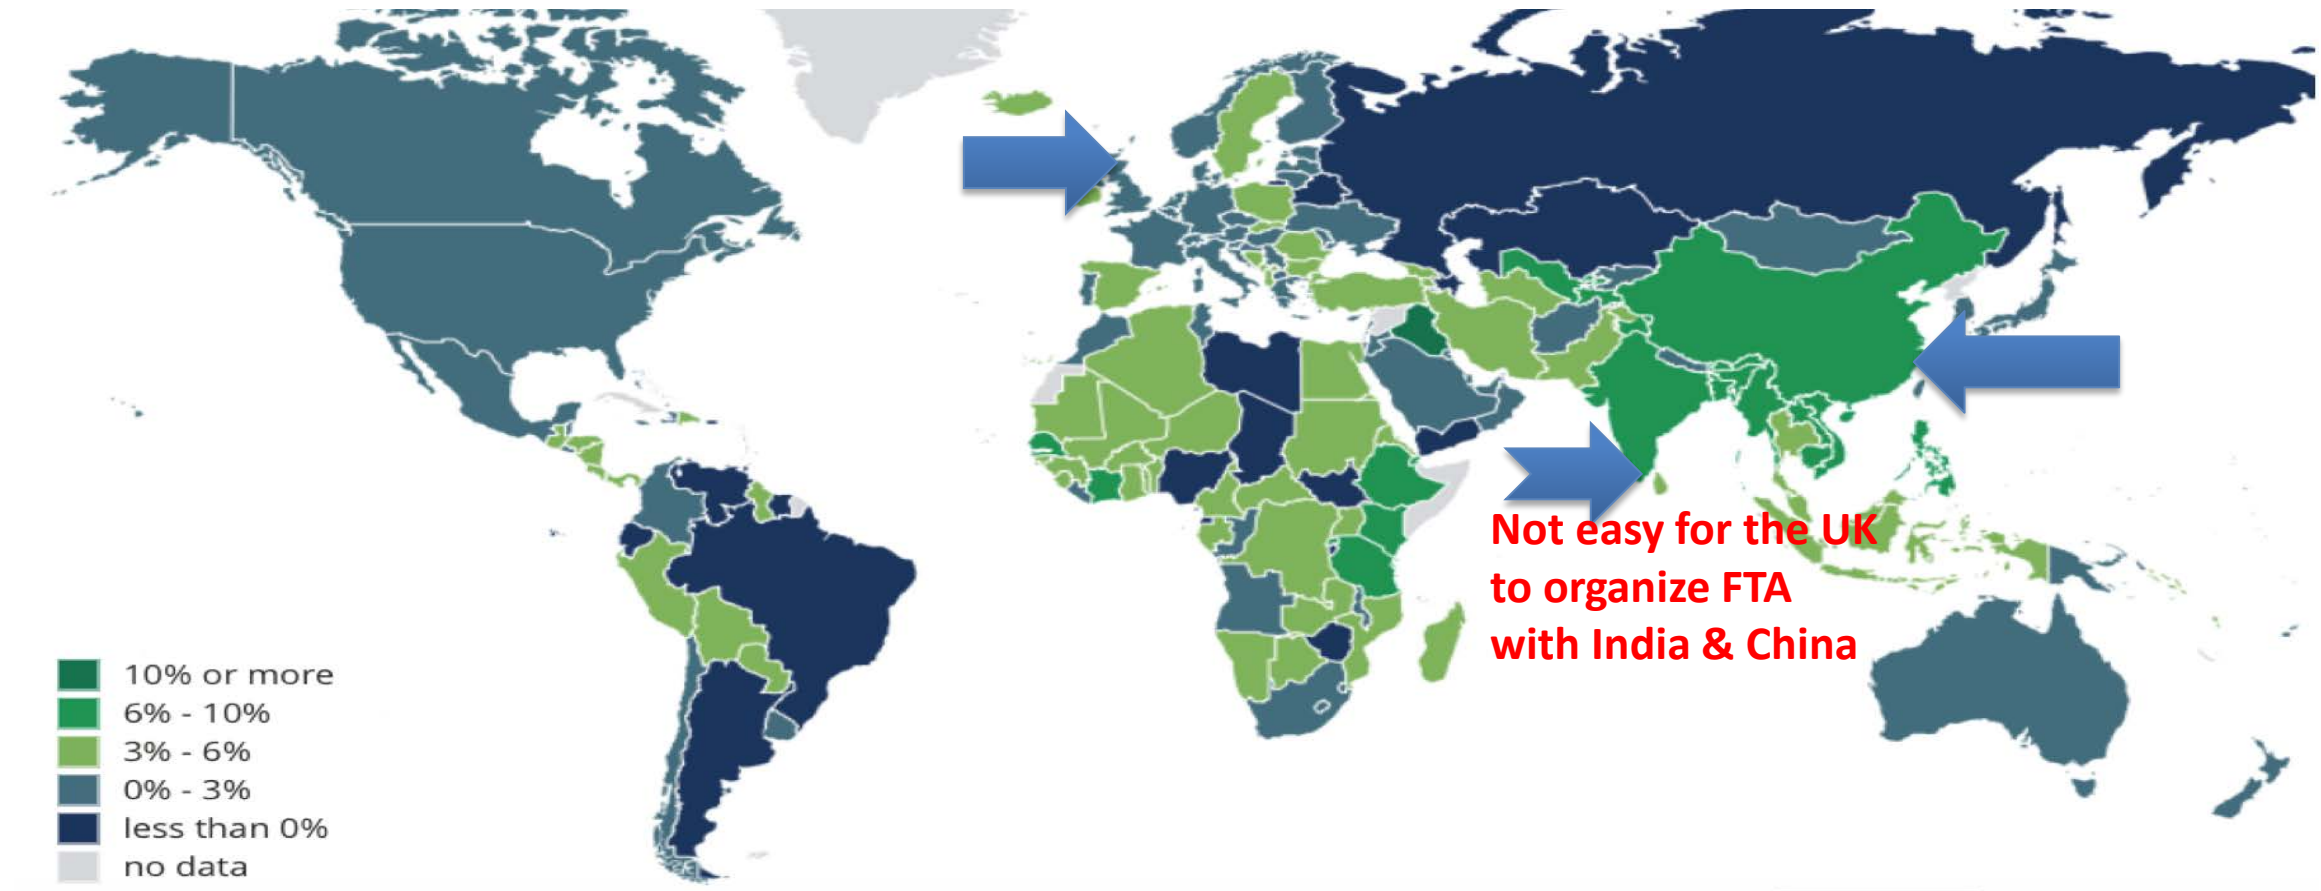 Not easy for the UK
to organize FTA
with India & China
10% or more
6% - 10%
3% - 6%
0% - 3%
less than 0%
no data